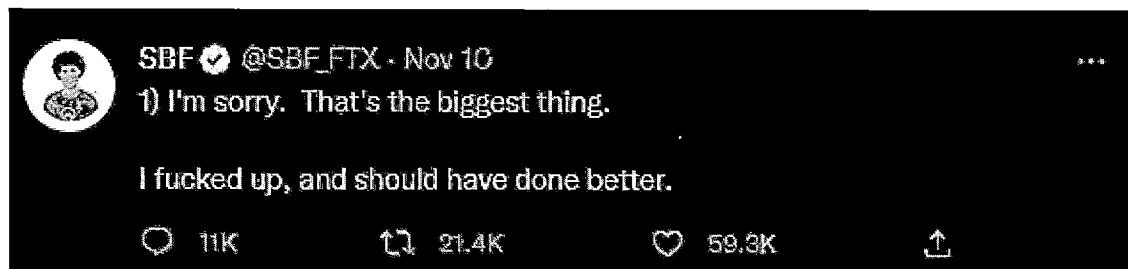 SBF @SBF_FTX · Nov 10
1) I'm sorry.  That's the biggest thing.
I fucked up, and should have done better.
11K 21.4K 59.3K